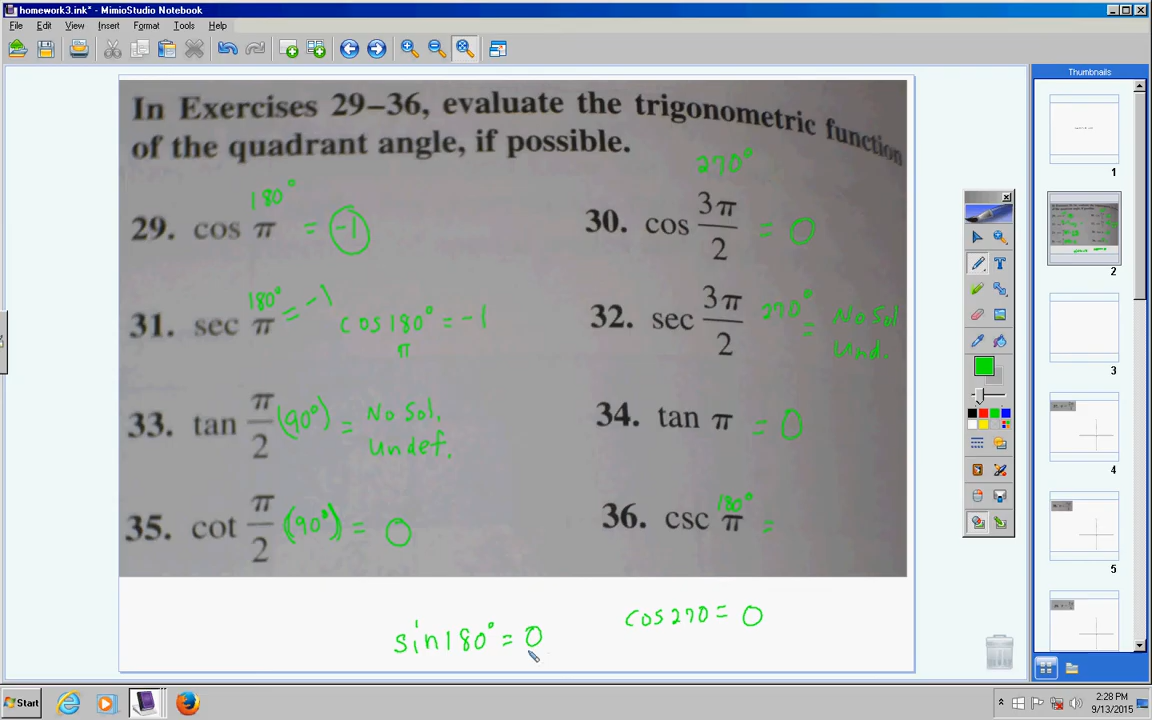 homework3.ink* - MimioStudio Notebook
File Edit View Insert Format Tools Help
Thumbnails
In Exercises 29–36, evaluate the trigonometric function
of the quadrant angle, if possible.
29. cos π 180° = -1
30. cos 3π/2 270° = 0
31. sec π 180° = -1 cos 180° = -1
π
32. sec 3π/2 270° = No Sol
Und.
33. tan π/2 (90°) = No Sol.
Undef.
34. tan π = 0
35. cot π/2 (90°) = 0
36. csc π 180° =
sin 180° = 0
cos 270 = 0
1
2
3
4
5
Start
2:28 PM
9/13/2015